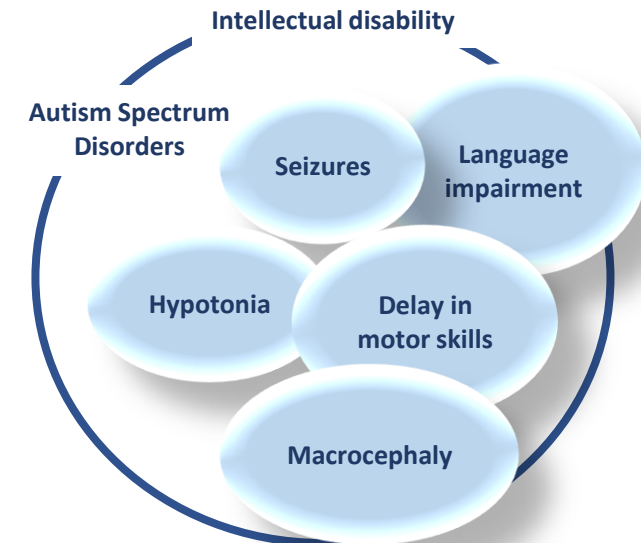 Intellectual disability
Autism Spectrum
Disorders
Seizures
Language
impairment
Hypotonia
Delay in
motor skills
Macrocephaly